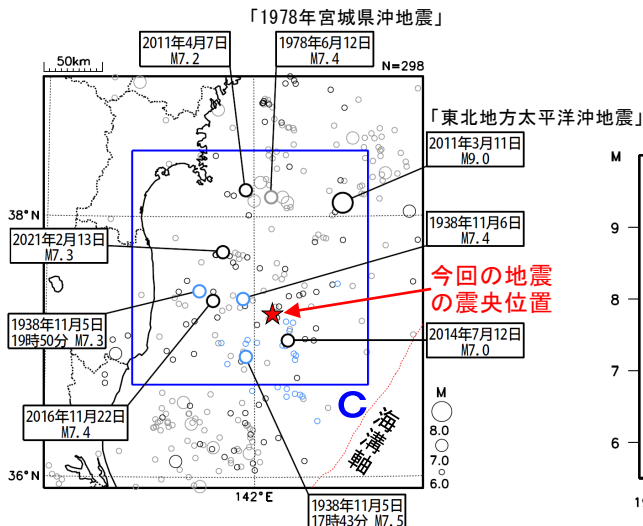 「1978年宮城県沖地震」
50km
2011年4月7日
M7.2
1978年6月12日
M7.4
N=298
「東北地方太平洋沖地震」
2011年3月11日
M9.0
M
38°N
9
2021年2月13日
M7.3
1938年11月6日
M7.4
今回の地震
の震央位置
8
1938年11月5日
19時50分 M7.3
2014年7月12日
M7.0
7
2016年11月22日
M7.4
C
海溝軸
M
8.0
7.0
6.0
6
36°N
142°E
1938年11月5日
17時43分 M7.5